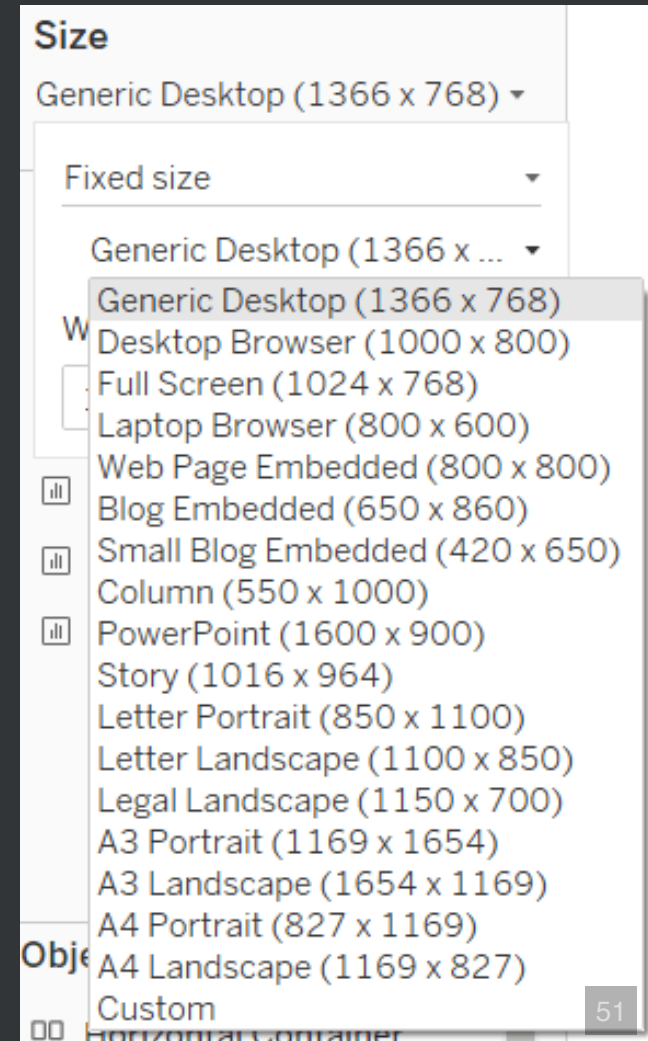 Size
Generic Desktop (1366 x 768)
Fixed size
Generic Desktop (1366 x ...
Generic Desktop (1366 x 768)
W
Desktop Browser (1000 x 800)
Full Screen (1024 x 768)
Laptop Browser (800 x 600)
Web Page Embedded (800 x 800)
Blog Embedded (650 x 860)
Small Blog Embedded (420 x 650)
Column (550 x 1000)
PowerPoint (1600 x 900)
Story (1016 x 964)
Letter Portrait (850 x 1100)
Letter Landscape (1100 x 850)
Legal Landscape (1150 x 700)
A3 Portrait (1169 x 1654)
A3 Landscape (1654 x 1169)
A4 Portrait (827 x 1169)
Obje
A4 Landscape (1169 x 827)
Custom
51
Horizontal Container